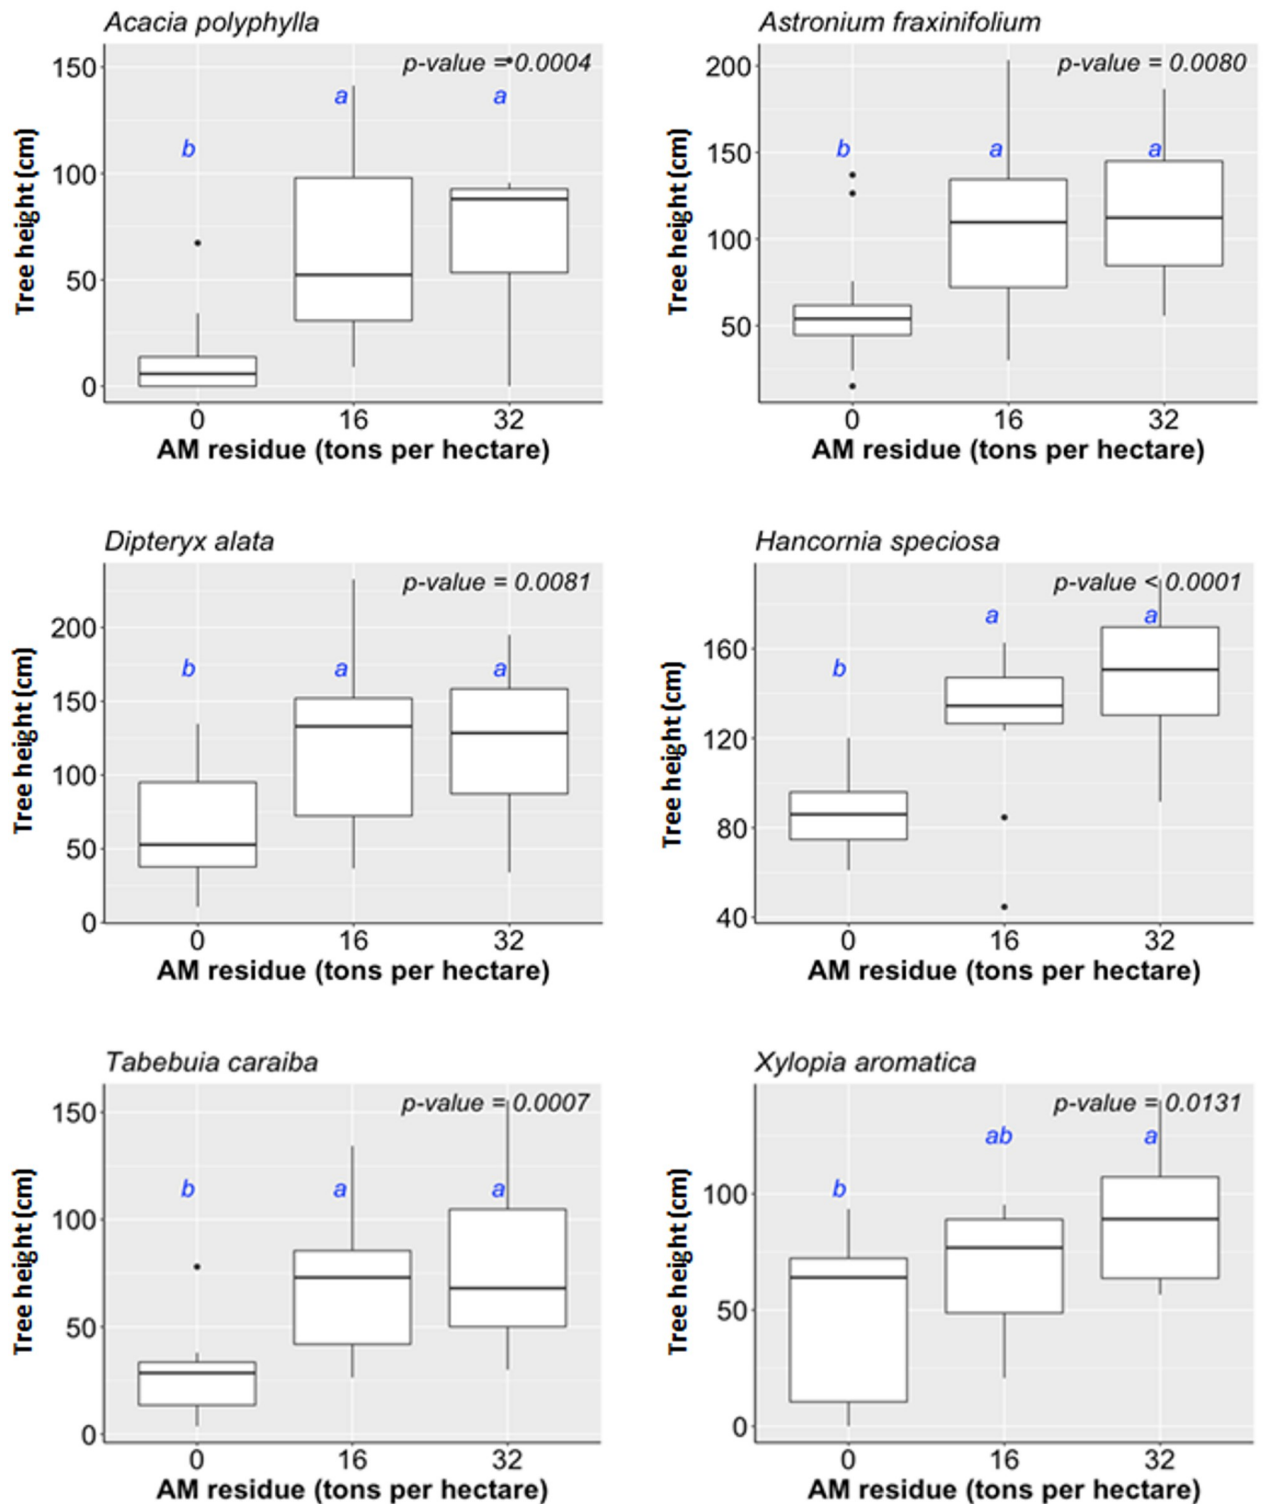 Acacia polyphylla
p-value = 0.0004
a
a
b
150
100
50
0
Tree height (cm)
0 16 32
AM residue (tons per hectare)
Astronium fraxinifolium
p-value = 0.0080
b
a
a
200
150
100
50
Tree height (cm)
0 16 32
AM residue (tons per hectare)
Dipteryx alata
p-value = 0.0081
b
a
a
200
150
100
50
0
Tree height (cm)
0 16 32
AM residue (tons per hectare)
Hancornia speciosa
p-value < 0.0001
a
a
b
160
120
80
40
Tree height (cm)
0 16 32
AM residue (tons per hectare)
Tabebuia caraiba
p-value = 0.0007
b
a
a
150
100
50
0
Tree height (cm)
0 16 32
AM residue (tons per hectare)
Xylopia aromatica
p-value = 0.0131
ab
a
b
100
50
0
Tree height (cm)
0 16 32
AM residue (tons per hectare)